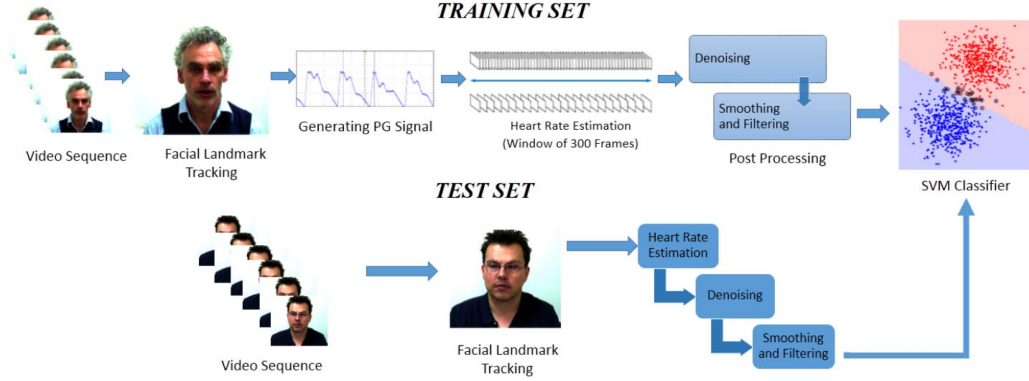 TRAINING SET
Video Sequence
Facial Landmark
Tracking
Generating PG Signal
Heart Rate Estimation
(Window of 300 Frames)
Denoising
Smoothing
and Filtering
Post Processing
SVM Classifier
TEST SET
Video Sequence
Facial Landmark
Tracking
Heart Rate
Estimation
Denoising
Smoothing
and Filtering